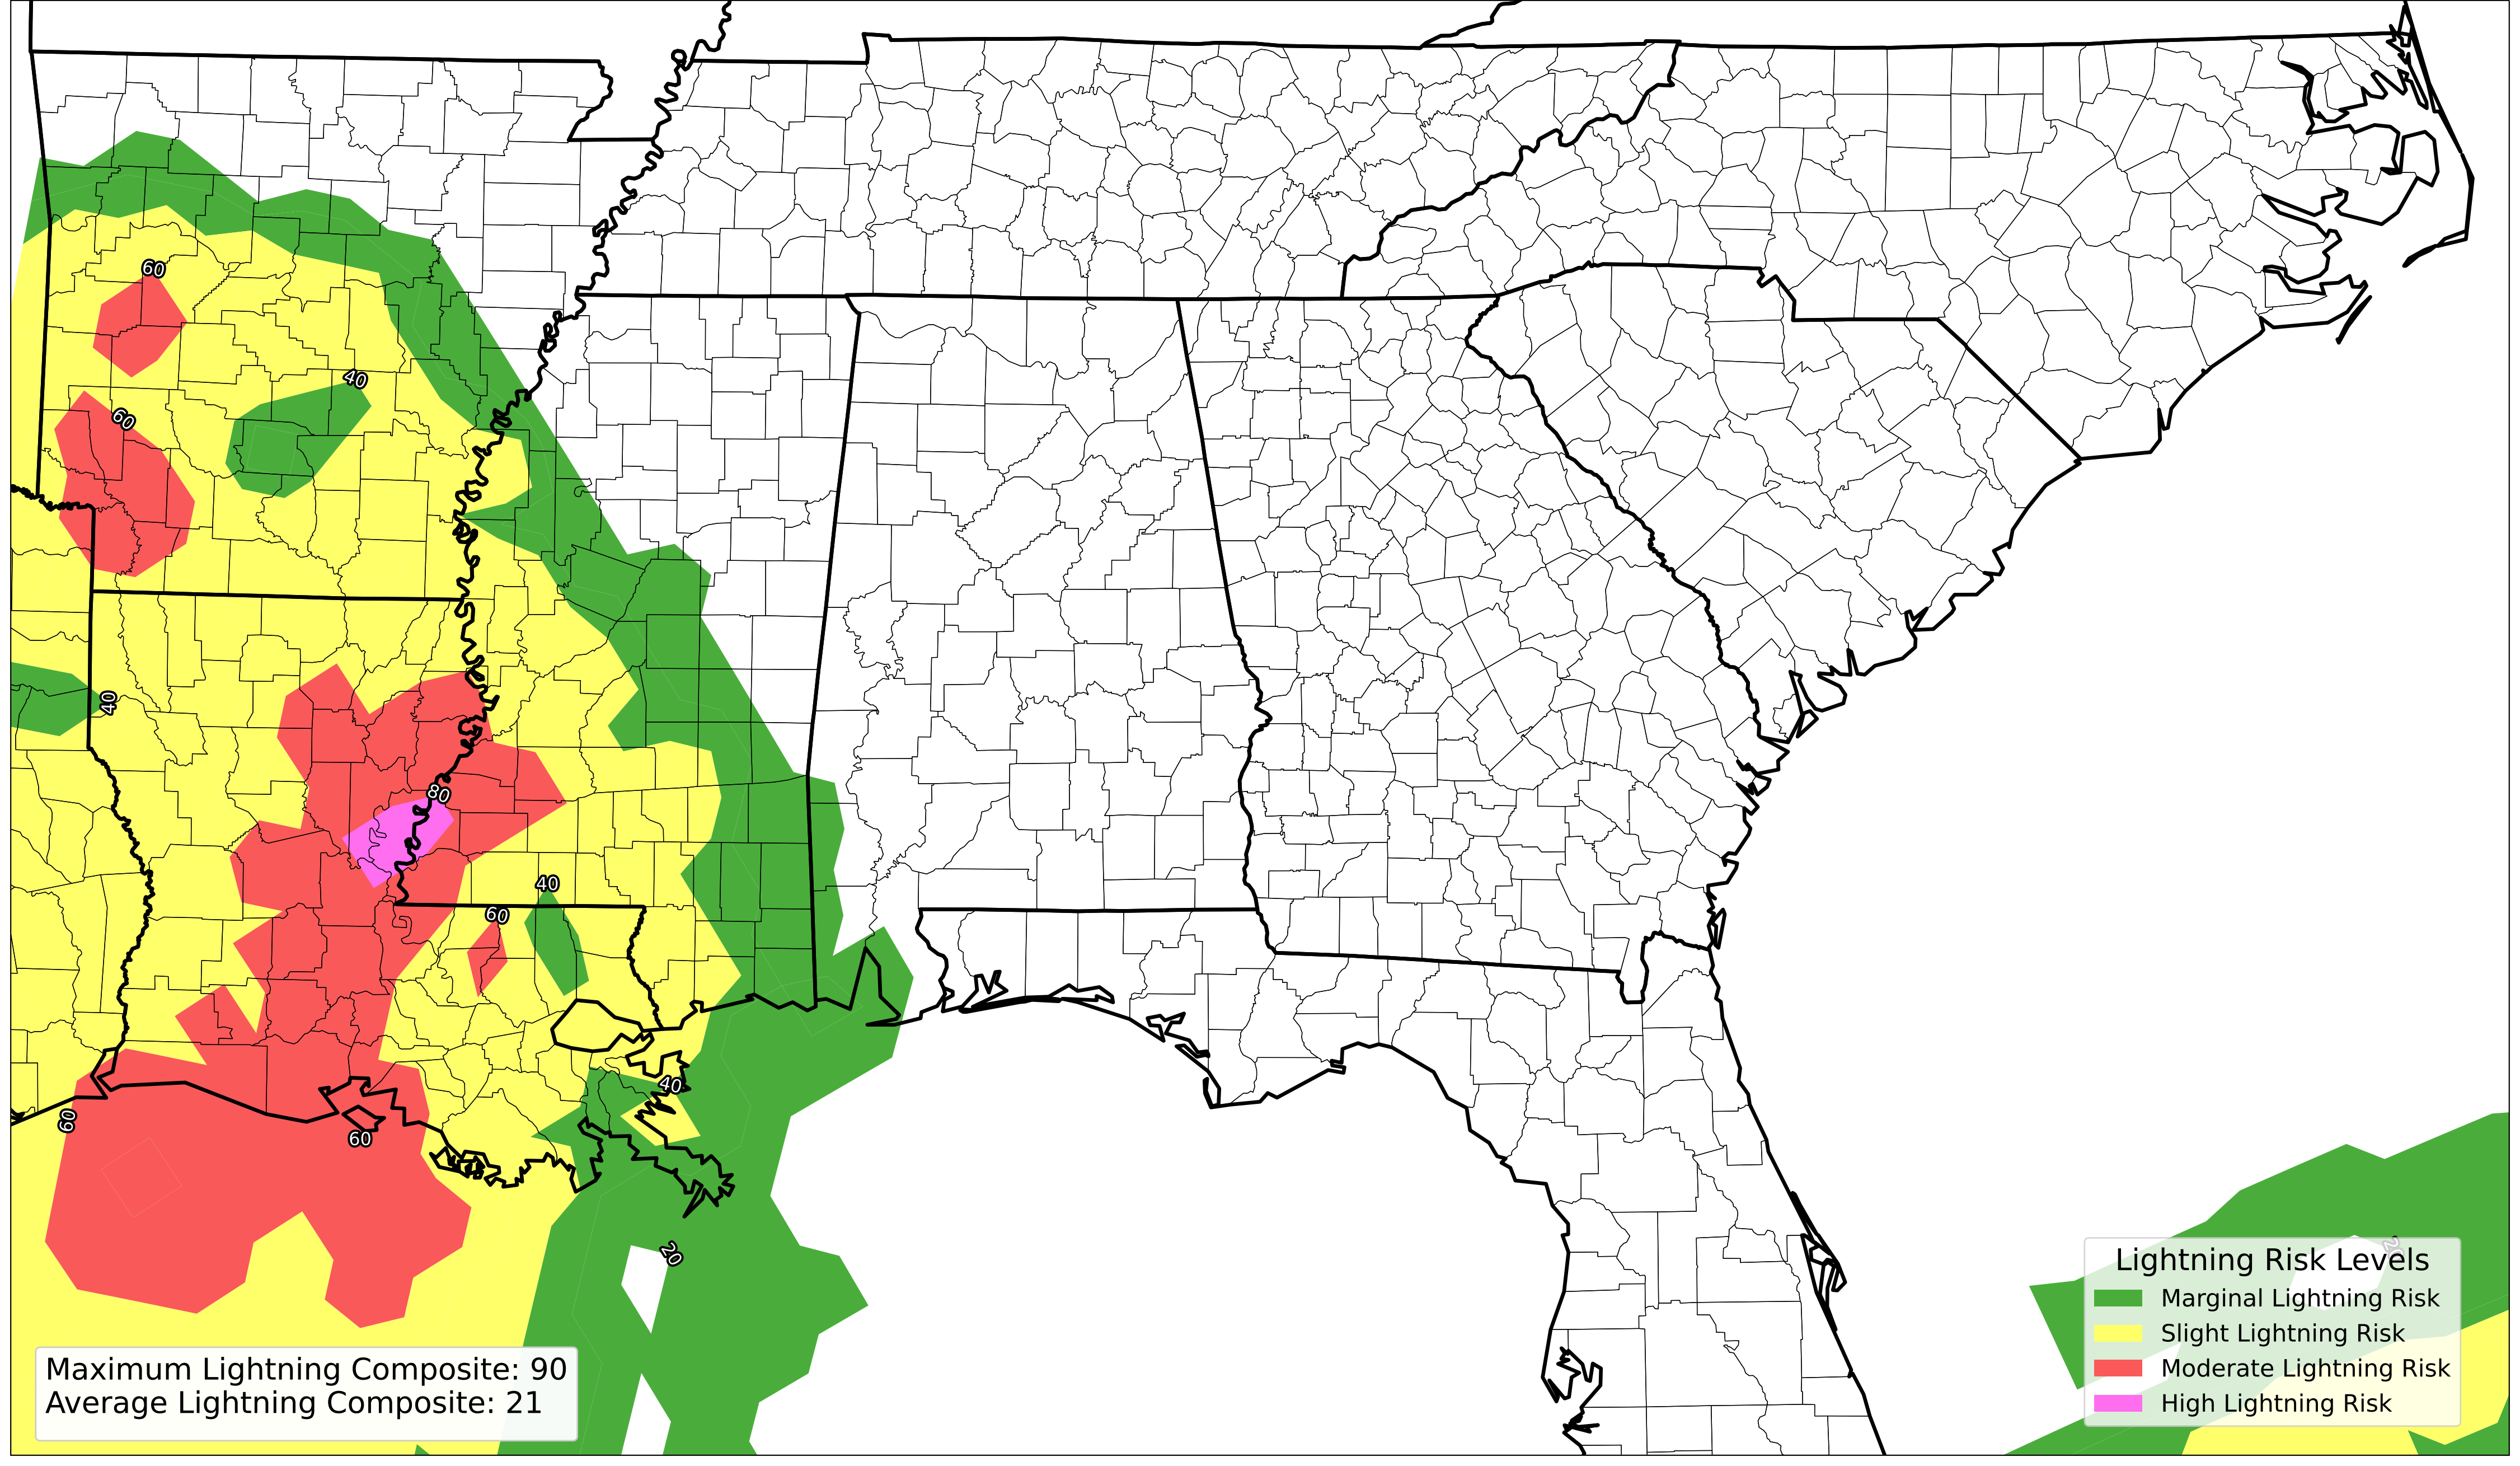 60
40
60
40
80
40
60
40
60
60
20
20
Lightning Risk Levels
Marginal Lightning Risk
Slight Lightning Risk
Moderate Lightning Risk
High Lightning Risk
Maximum Lightning Composite: 90
Average Lightning Composite: 21